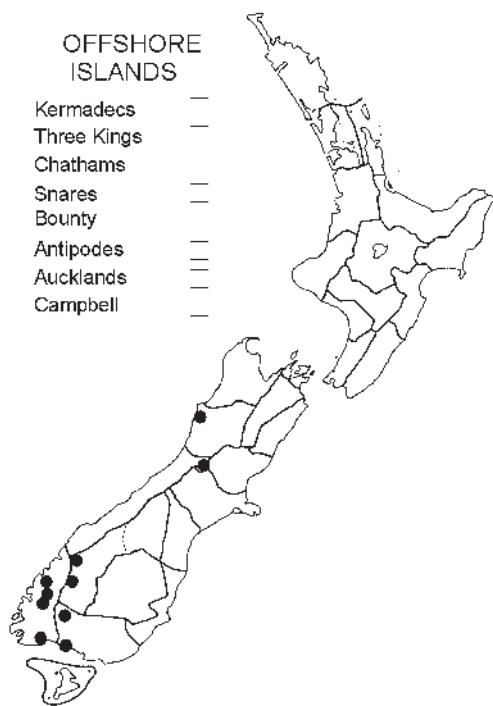 OFFSHORE
ISLANDS
Kermadecs
Three Kings
Chathams
Snares
Bounty
Antipodes
Aucklands
Campbell